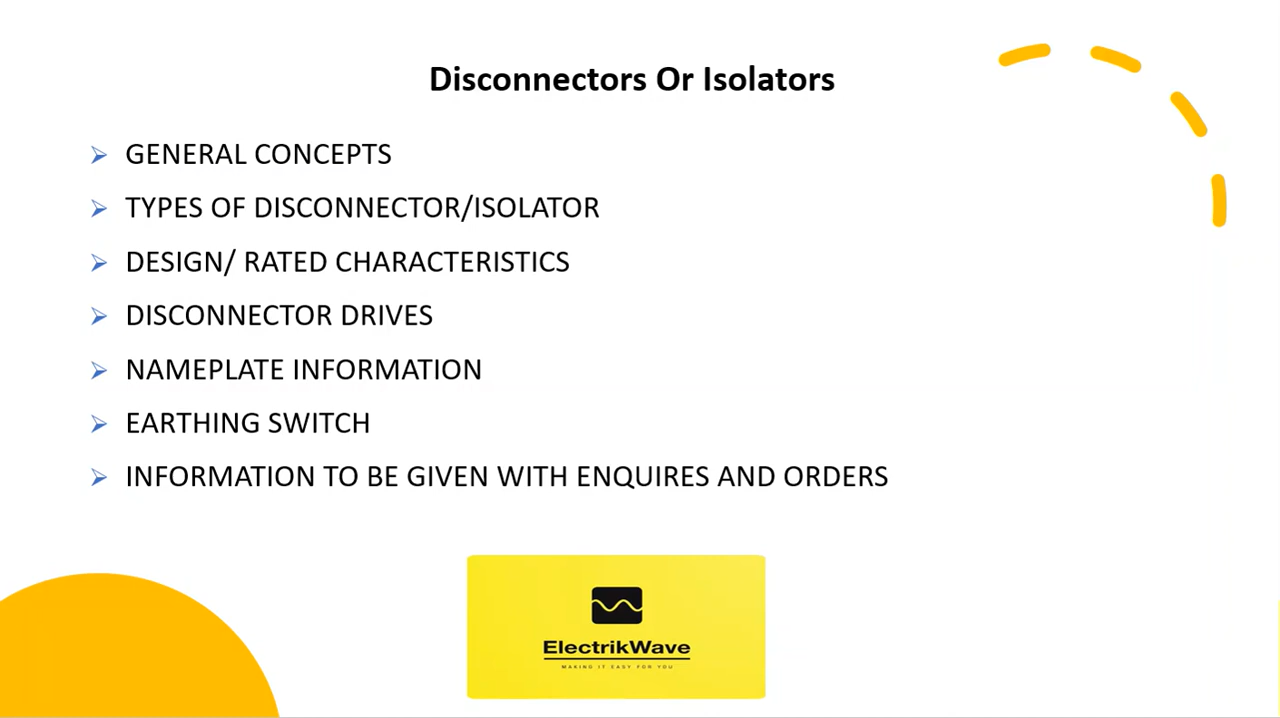 Disconnectors Or Isolators
GENERAL CONCEPTS
TYPES OF DISCONNECTOR/ISOLATOR
DESIGN/ RATED CHARACTERISTICS
DISCONNECTOR DRIVES
NAMEPLATE INFORMATION
EARTHING SWITCH
INFORMATION TO BE GIVEN WITH ENQUIRES AND ORDERS
ElectrikWave
MAKING IT EASY FOR YOU